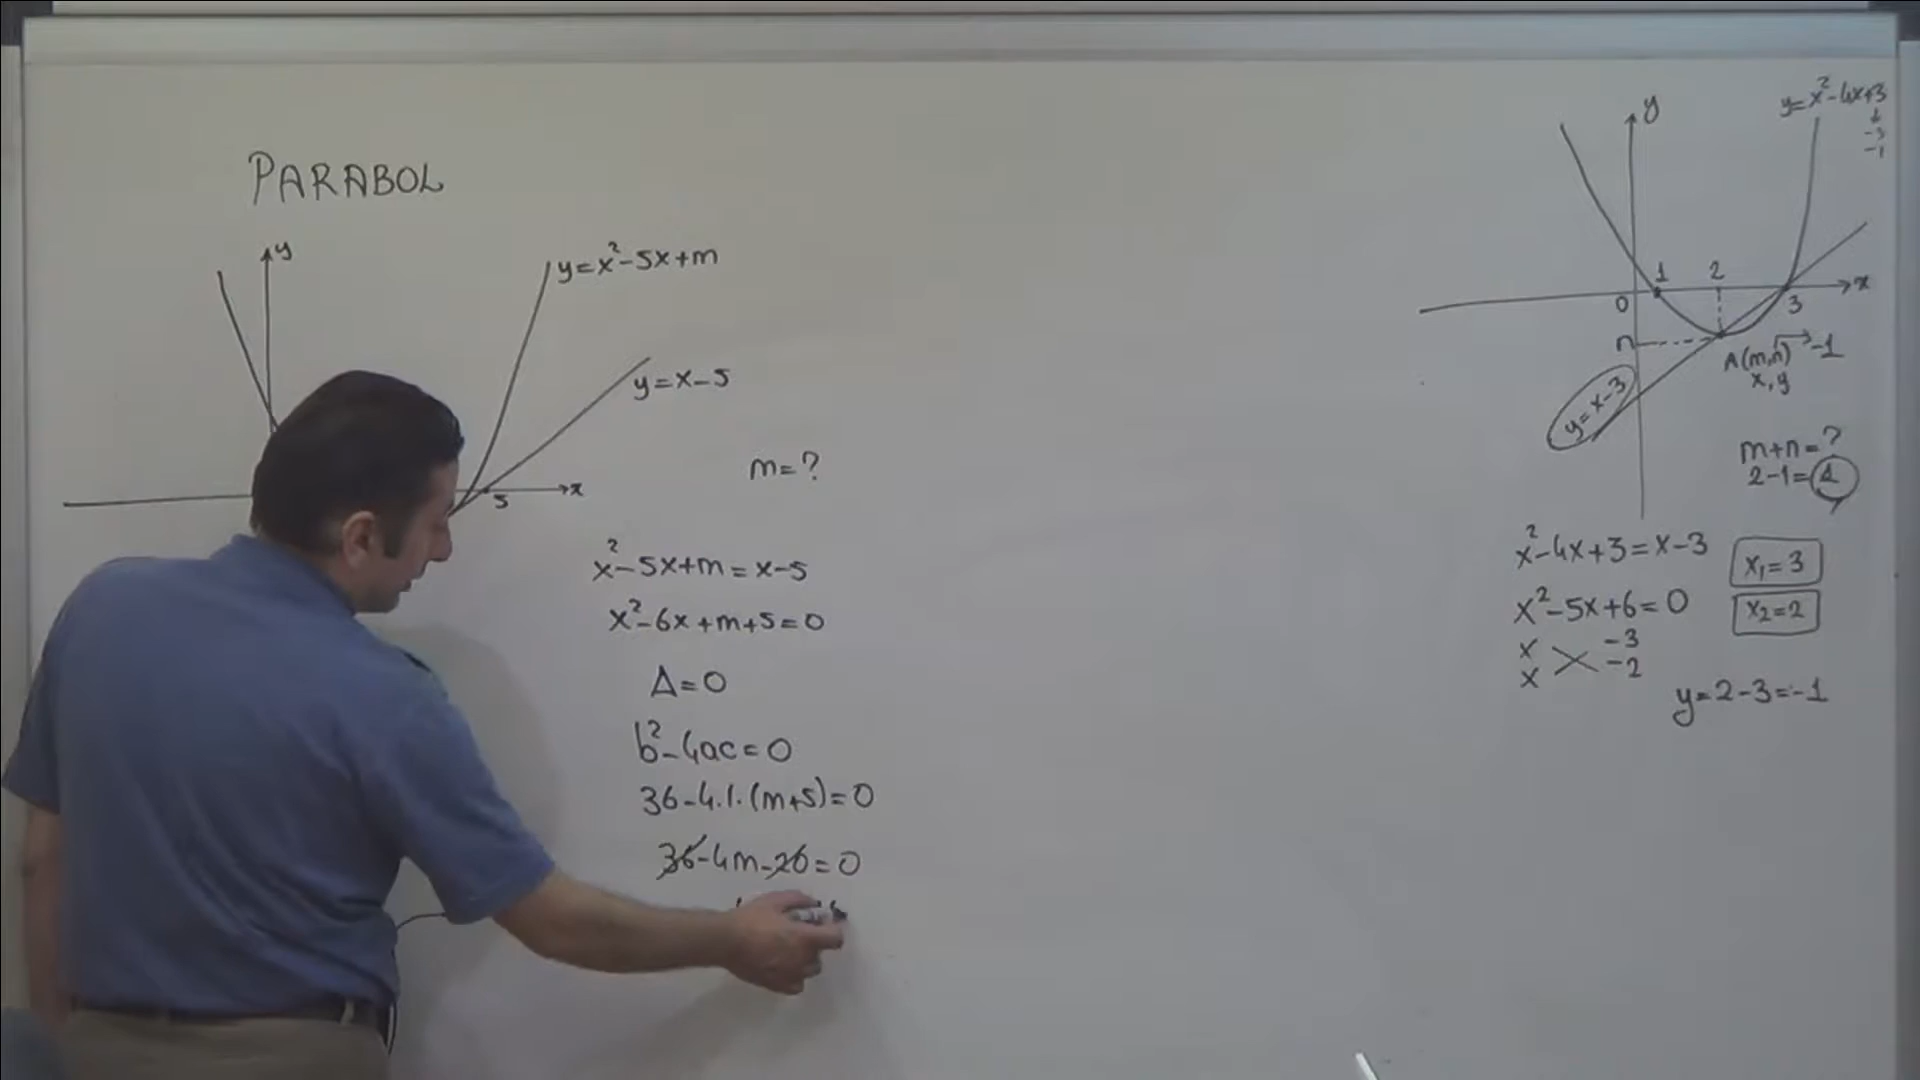 PARABOL
y
y=x²-5x+m
y=x-5
m=?
5
x
x²-5x+m=x-5
x²-6x+m+5=0
Δ=0
b²-4ac=0
36-4.1.(m+5)=0
36-4m-20=0
y
y=x²-4x+3
-3
-1
1
2
x
0
3
n
A(m,n)
-1
x,y
y=x-3
m+n=?
2-1=1
x²-4x+3=x-3
x₁=3
x²-5x+6=0
x₂=2
x -3
x -2
y=2-3=-1